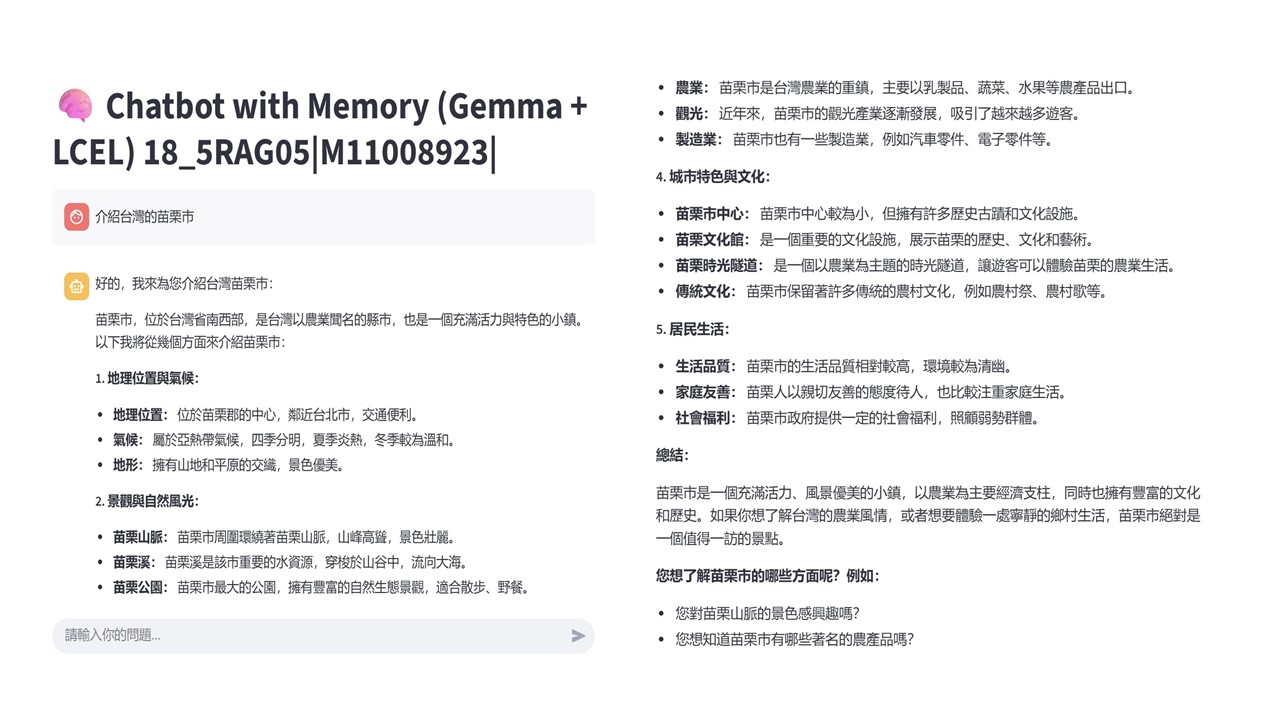 Chatbot with Memory (Gemma +
LCEL) 18_5RAG05|M11008923|
介紹台灣的苗栗市
好的，我來為您介紹台灣苗栗市：
苗栗市，位於台灣省南西部，是台灣以農業聞名的縣市，也是一個充滿活力與特色的小鎮。
以下我將從幾個方面來介紹苗栗市：
1. 地理位置與氣候：
• 地理位置： 位於苗栗郡的中心，鄰近台北市，交通便利。
• 氣候： 屬於亞熱帶氣候，四季分明，夏季炎熱，冬季較為溫和。
• 地形： 擁有山地和平原的交織，景色優美。
2. 景觀與自然風光：
• 苗栗山脈： 苗栗市周圍環繞著苗栗山脈，山峰高聳，景色壯麗。
• 苗栗溪： 苗栗溪是該市重要的水資源，穿梭於山谷中，流向大海。
• 苗栗公園： 苗栗市最大的公園，擁有豐富的自然生態景觀，適合散步、野餐。
請輸入你的問題...
• 農業： 苗栗市是台灣農業的重鎮，主要以乳製品、蔬菜、水果等農產品出口。
• 觀光： 近年來，苗栗市的觀光產業逐漸發展，吸引了越來越多遊客。
• 製造業： 苗栗市也有一些製造業，例如汽車零件、電子零件等。
4. 城市特色與文化：
• 苗栗市中心： 苗栗市中心較為小，但擁有許多歷史古蹟和文化設施。
• 苗栗文化館： 是一個重要的文化設施，展示苗栗的歷史、文化和藝術。
• 苗栗時光隧道： 是一個以農業為主題的時光隧道，讓遊客可以體驗苗栗的農業生活。
• 傳統文化： 苗栗市保留著許多傳統的農村文化，例如農村祭、農村歌等。
5. 居民生活：
• 生活品質： 苗栗市的生活品質相對較高，環境較為清幽。
• 家庭友善： 苗栗人以親切友善的態度待人，也比較注重家庭生活。
• 社會福利： 苗栗市政府提供一定的社會福利，照顧弱勢群體。
總結：
苗栗市是一個充滿活力、風景優美的小鎮，以農業為主要經濟支柱，同時也擁有豐富的文化
和歷史。如果你想了解台灣的農業風情，或者想要體驗一處寧靜的鄉村生活，苗栗市絕對是
一個值得一訪的景點。
您想了解苗栗市的哪些方面呢？例如：
• 您對苗栗山脈的景色感興趣嗎？
• 您想知道苗栗市有哪些著名的農產品嗎？